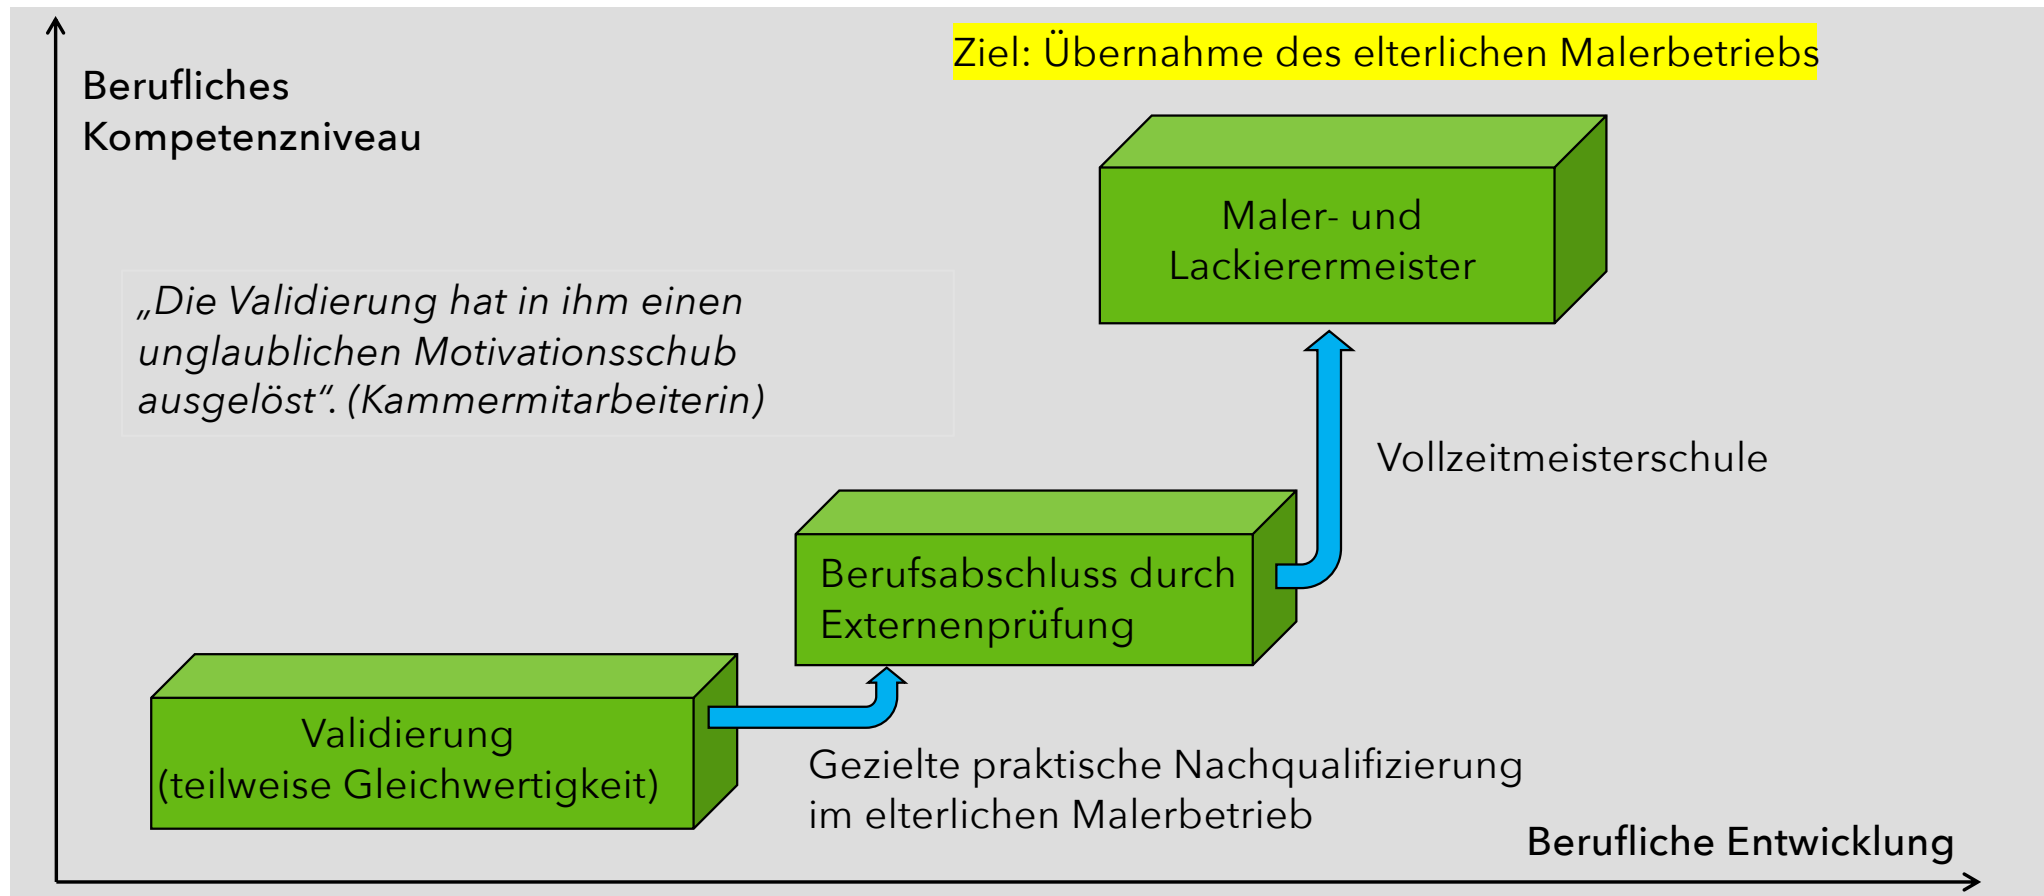 Ziel: Übernahme des elterlichen Malerbetriebs
Berufliches
Kompetenzniveau
Maler- und
Lackierermeister
„Die Validierung hat in ihm einen
unglaublichen Motivationsschub
ausgelöst“. (Kammermitarbeiterin)
Vollzeitmeisterschule
Berufsabschluss durch
Externenprüfung
Validierung
(teilweise Gleichwertigkeit)
Gezielte praktische Nachqualifizierung
im elterlichen Malerbetrieb
Berufliche Entwicklung